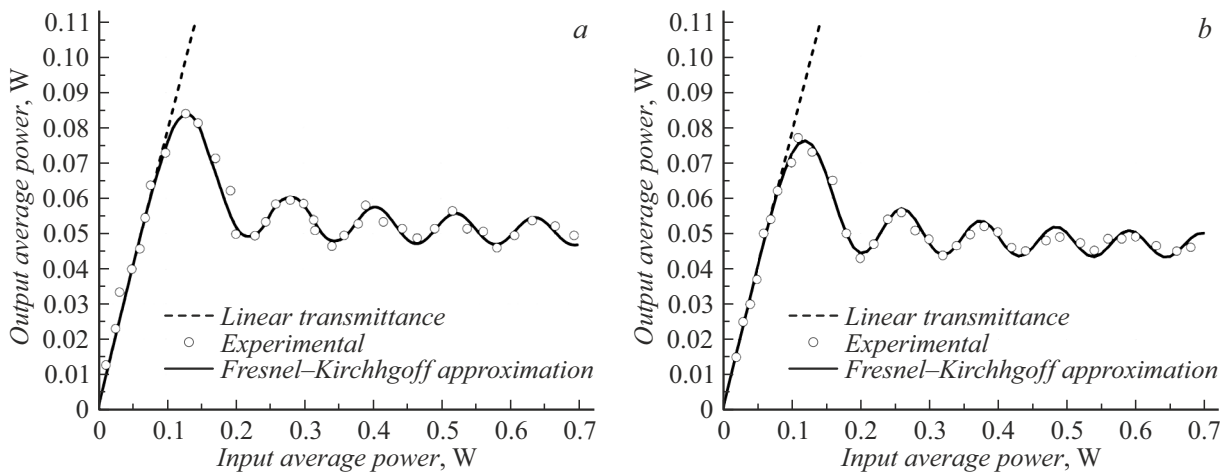 a
Output average power, W
0.11
0.10
0.09
0.08
0.07
0.06
0.05
0.04
0.03
0.02
0.01
0
Linear transmittance
Experimental
Fresnel–Kirchhgoff approximation
0 0.1 0.2 0.3 0.4 0.5 0.6 0.7
Input average power, W
b
Output average power, W
0.11
0.10
0.09
0.08
0.07
0.06
0.05
0.04
0.03
0.02
0.01
0
Linear transmittance
Experimental
Fresnel–Kirchhgoff approximation
0 0.1 0.2 0.3 0.4 0.5 0.6 0.7
Input average power, W